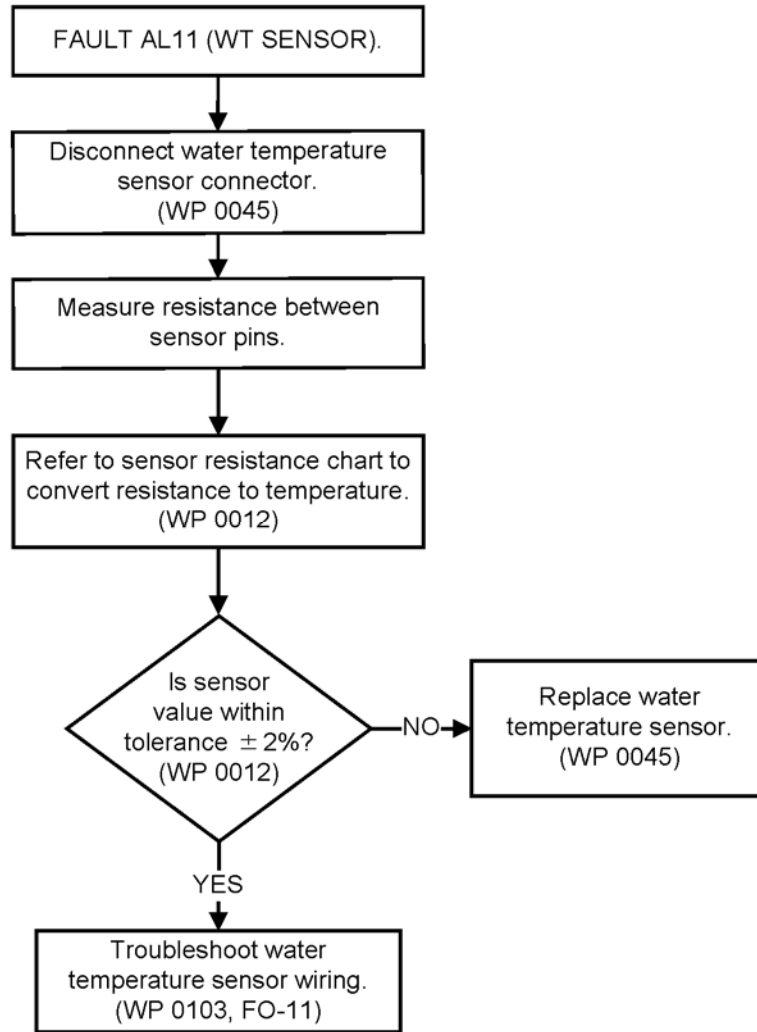 FAULT AL11 (WT SENSOR).
Disconnect water temperature
sensor connector.
(WP 0045)
Measure resistance between
sensor pins.
Refer to sensor resistance chart to
convert resistance to temperature.
(WP 0012)
Is sensor
value within
tolerance ± 2%?
(WP 0012)
NO
Replace water
temperature sensor.
(WP 0045)
YES
Troubleshoot water
temperature sensor wiring.
(WP 0103, FO-11)